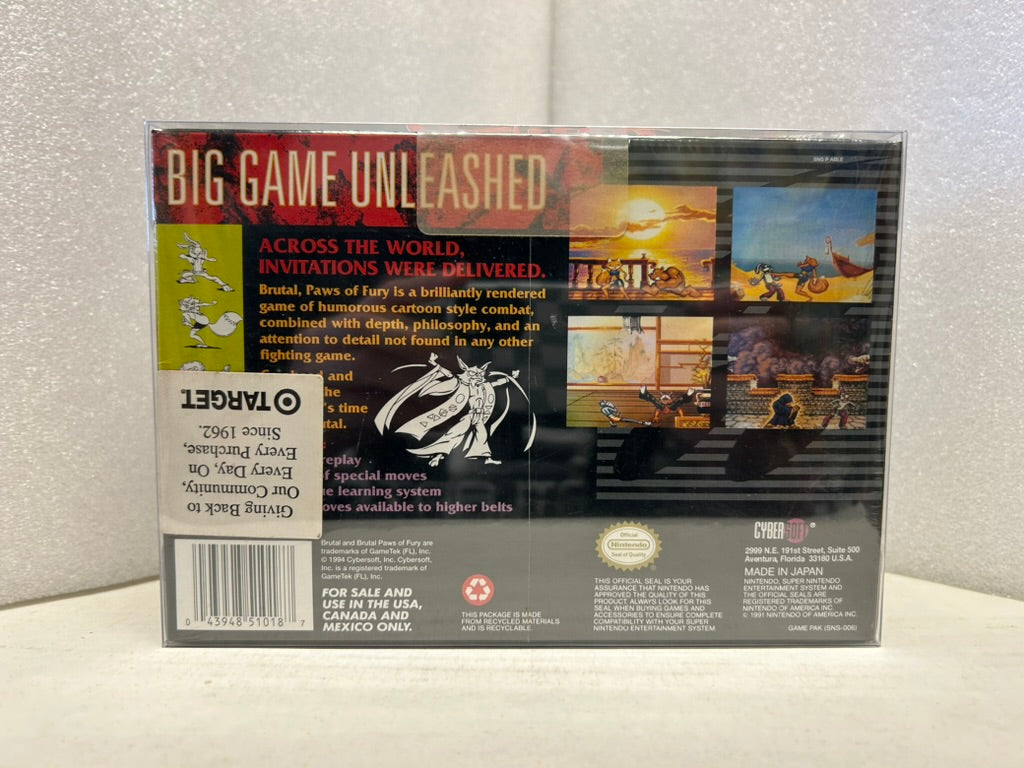 BIG GAME UNLEASHED
SNS P ABLE
ACROSS THE WORLD,
INVITATIONS WERE DELIVERED.
Brutal, Paws of Fury is a brilliantly rendered
game of humorous cartoon style combat,
combined with depth, philosophy, and an
attention to detail not found in any other
fighting game.
and
he
's time
utal.
replay
f special moves
ue learning system
oves available to higher belts
Giving Back to
Our Community,
Every Day, On
Every Purchase,
Since 1962.
TARGET.
0 43948 51018 7
Brutal and Brutal Paws of Fury are
trademarks of GameTek (FL), Inc.
© 1994 Cybersoft, Inc. Cybersoft,
Inc. is a registered trademark of
GameTek (FL), Inc.
FOR SALE AND
USE IN THE USA,
CANADA AND
MEXICO ONLY.
THIS PACKAGE IS MADE
FROM RECYCLED MATERIALS
AND IS RECYCLABLE.
Official
Nintendo
Seal of Quality
THIS OFFICIAL SEAL IS YOUR
ASSURANCE THAT NINTENDO HAS
APPROVED THE QUALITY OF THIS
PRODUCT. ALWAYS LOOK FOR THIS
SEAL WHEN BUYING GAMES AND
ACCESSORIES TO ENSURE COMPLETE
COMPATIBILITY WITH YOUR SUPER
NINTENDO ENTERTAINMENT SYSTEM.
CYBERSOFT®
2999 N.E. 191st Street, Suite 500
Aventura, Florida 33180 U.S.A.
MADE IN JAPAN
NINTENDO, SUPER NINTENDO
ENTERTAINMENT SYSTEM AND
THE OFFICIAL SEALS ARE
REGISTERED TRADEMARKS OF
NINTENDO OF AMERICA INC.
© 1991 NINTENDO OF AMERICA INC.
GAME PAK (SNS-006)